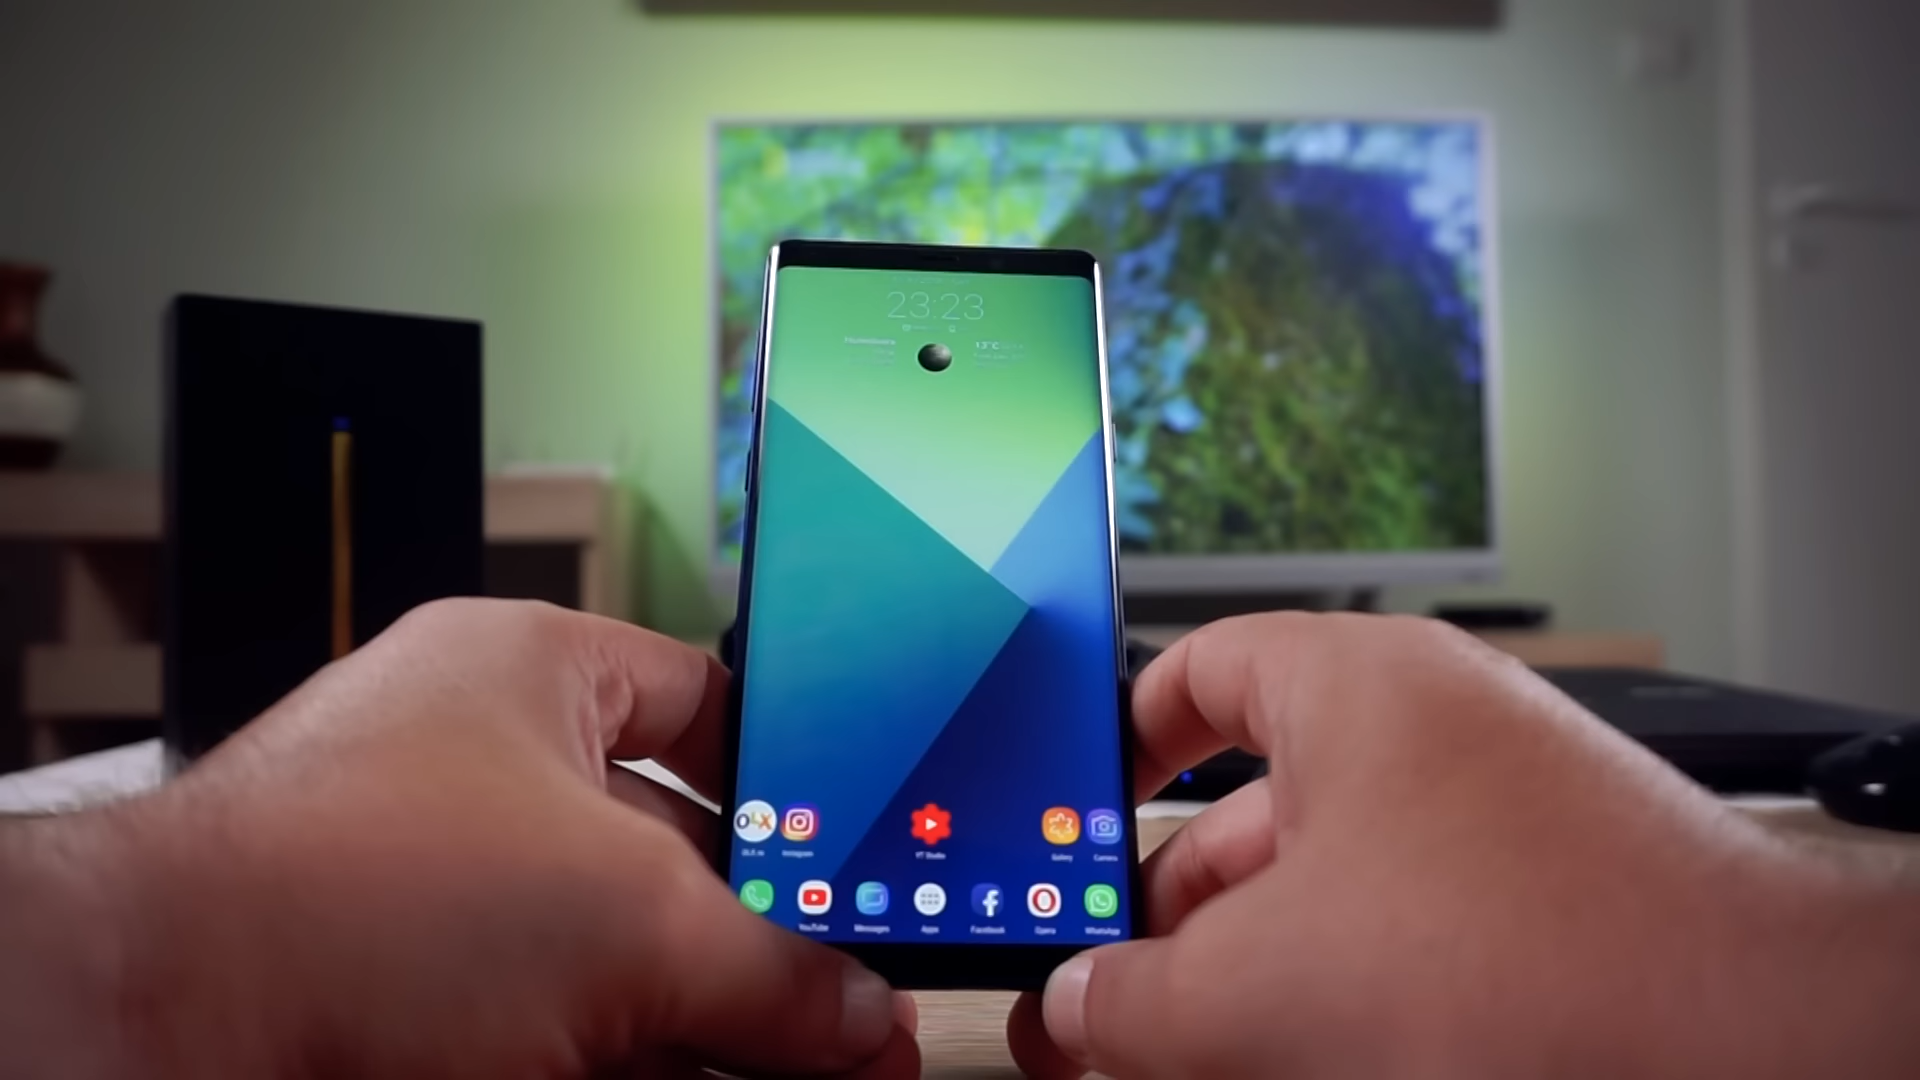 23:23
13°C
OLX
Instagram
YT Studio
Gallery
Camera
YouTube
Messages
Apps
Facebook
Opera
WhatsApp